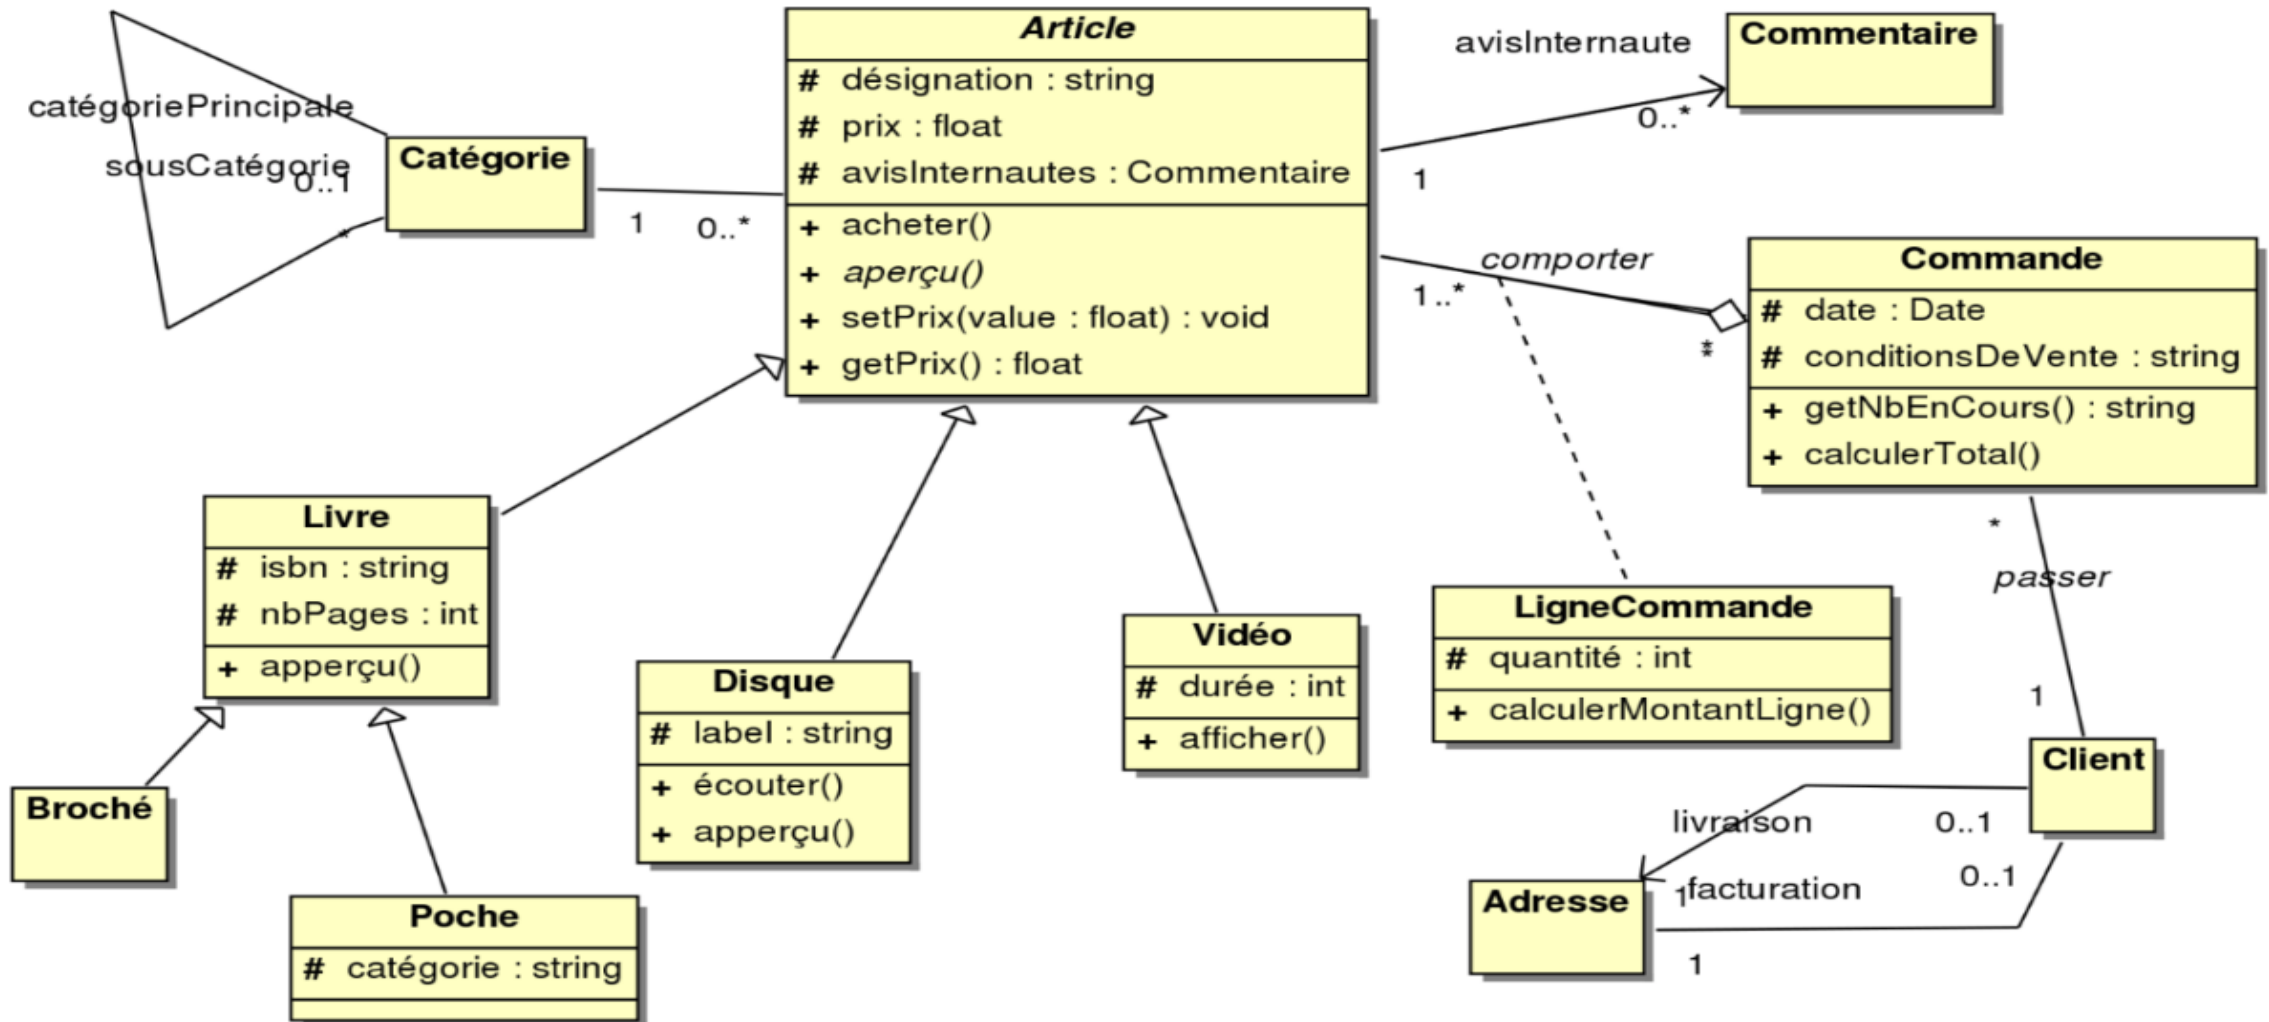 catégoriePrincipale
sousCatégorie
0..1
*
Catégorie
1
0..*
Article
# désignation : string
# prix : float
# avisInternautes : Commentaire
+ acheter()
+ aperçu()
+ setPrix(value : float) : void
+ getPrix() : float
avisInternaute
0..*
1
Commentaire
comporter
1..*
*
*
Commande
# date : Date
# conditionsDeVente : string
+ getNbEnCours() : string
+ calculerTotal()
Livre
# isbn : string
# nbPages : int
+ apperçu()
Broché
Poche
# catégorie : string
Disque
# label : string
+ écouter()
+ apperçu()
Vidéo
# durée : int
+ afficher()
LigneCommande
# quantité : int
+ calculerMontantLigne()
*
passer
1
Client
livraison
0..1
1
facturation
0..1
1
Adresse